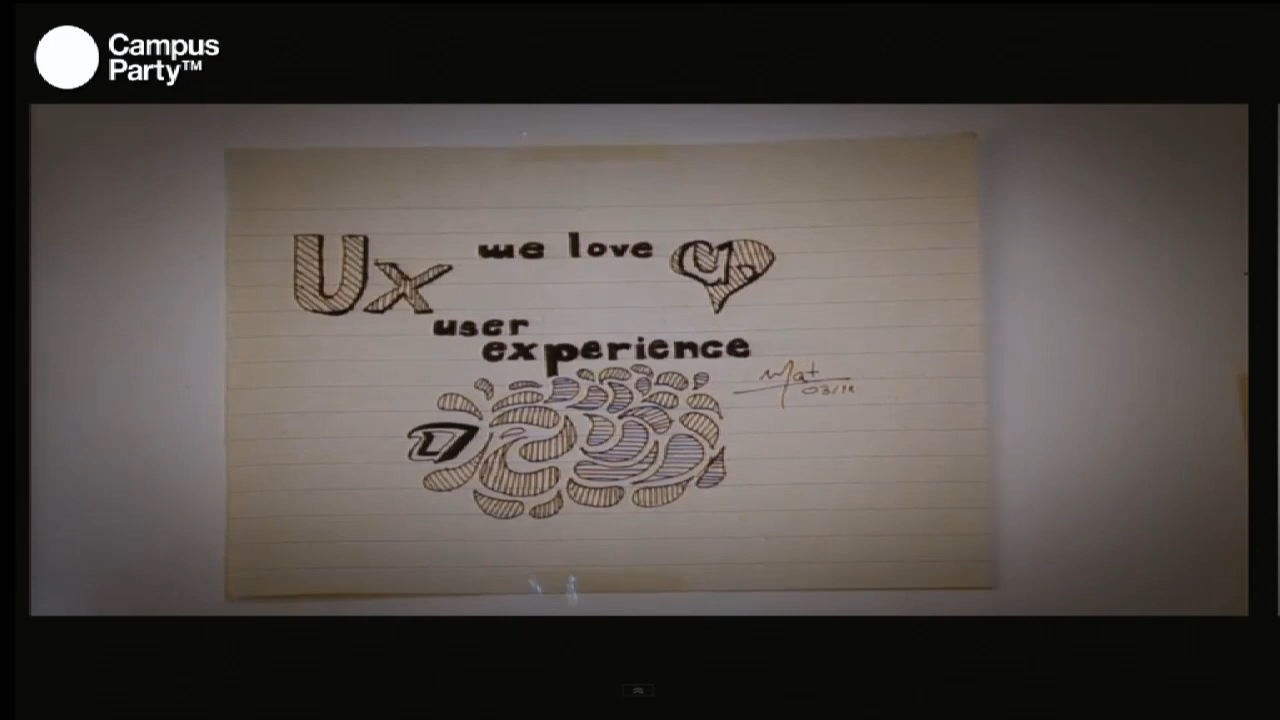 Campus
Party™
Ux we love
user
experience
Mat
03/11